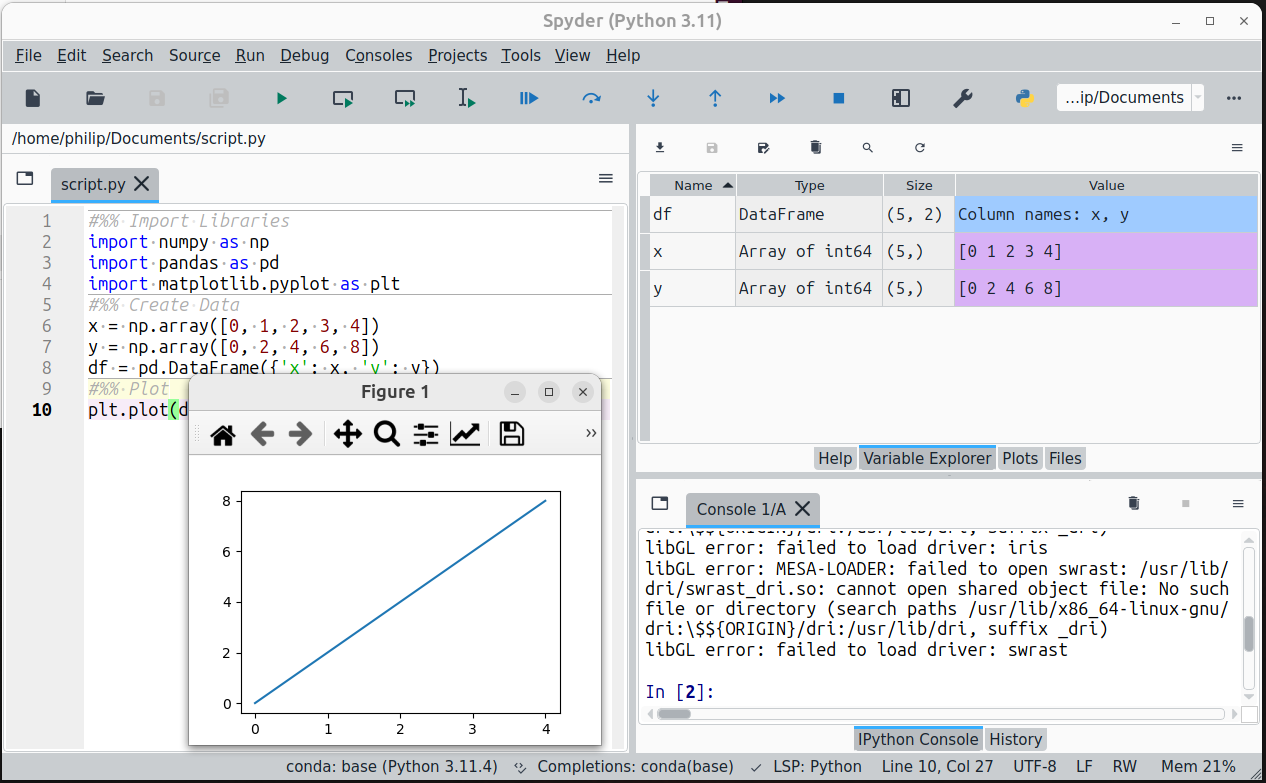 Spyder (Python 3.11)
File Edit Search Source Run Debug Consoles Projects Tools View Help
...ip/Documents
/home/philip/Documents/script.py
script.py
1 #%% Import Libraries
2 import numpy as np
3 import pandas as pd
4 import matplotlib.pyplot as plt
5 #%% Create Data
6 x = np.array([0, 1, 2, 3, 4])
7 y = np.array([0, 2, 4, 6, 8])
8 df = pd.DataFrame({'x': x, 'y': y})
9 #%% Plot
10 plt.plot(d
Figure 1
8
6
4
2
0
0 1 2 3 4
Name Type Size Value
df DataFrame (5, 2) Column names: x, y
x Array of int64 (5,) [0 1 2 3 4]
y Array of int64 (5,) [0 2 4 6 8]
Help Variable Explorer Plots Files
Console 1/A
dri:\$${ORIGIN}/dri:/usr/lib/dri, suffix _dri)
libGL error: failed to load driver: iris
libGL error: MESA-LOADER: failed to open swrast: /usr/lib/
dri/swrast_dri.so: cannot open shared object file: No such
file or directory (search paths /usr/lib/x86_64-linux-gnu/
dri:\$${ORIGIN}/dri:/usr/lib/dri, suffix _dri)
libGL error: failed to load driver: swrast
In [2]:
IPython Console History
conda: base (Python 3.11.4) Completions: conda(base) LSP: Python Line 10, Col 27 UTF-8 LF RW Mem 21%